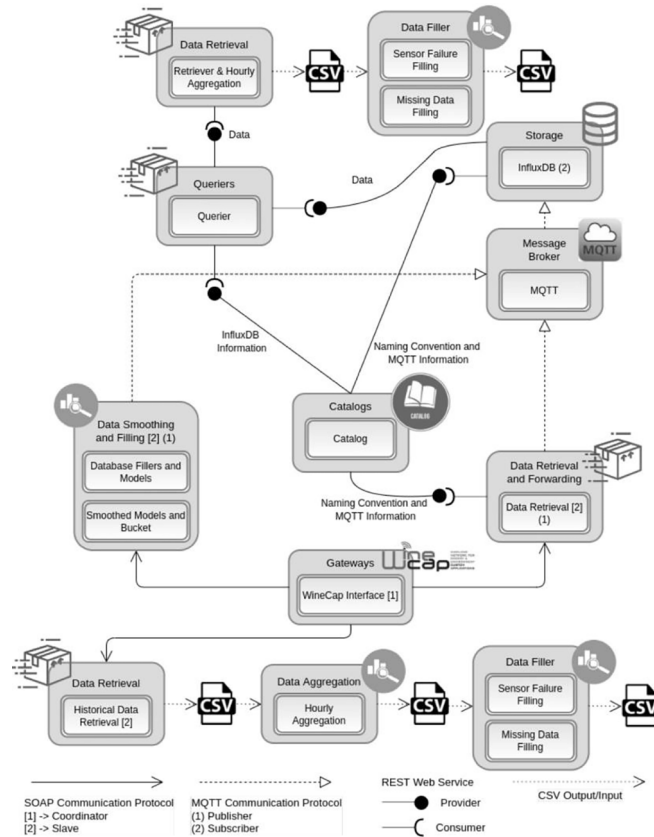 Data Retrieval
Retriever & Hourly
Aggregation
CSV
Data Filler
Sensor Failure
Filling
Missing Data
Filling
CSV
Data
Storage
InfluxDB (2)
Queriers
Querier
Data
Message
Broker
MQTT
MQTT
InfluxDB
Information
Naming Convention and
MQTT Information
Catalogs
Catalog
CATALOG
Data Smoothing
and Filling [2] (1)
Database Fillers and
Models
Smoothed Models and
Bucket
Data Retrieval
and Forwarding
Data Retrieval [2]
(1)
Naming Convention and
MQTT Information
Gateways
WineCap Interface [1]
Winecap
Data Retrieval
Historical Data
Retrieval [2]
CSV
Data Aggregation
Hourly
Aggregation
CSV
Data Filler
Sensor Failure
Filling
Missing Data
Filling
CSV
SOAP Communication Protocol
[1] -> Coordinator
[2] -> Slave
MQTT Communication Protocol
(1) Publisher
(2) Subscriber
REST Web Service
Provider
Consumer
CSV Output/Input